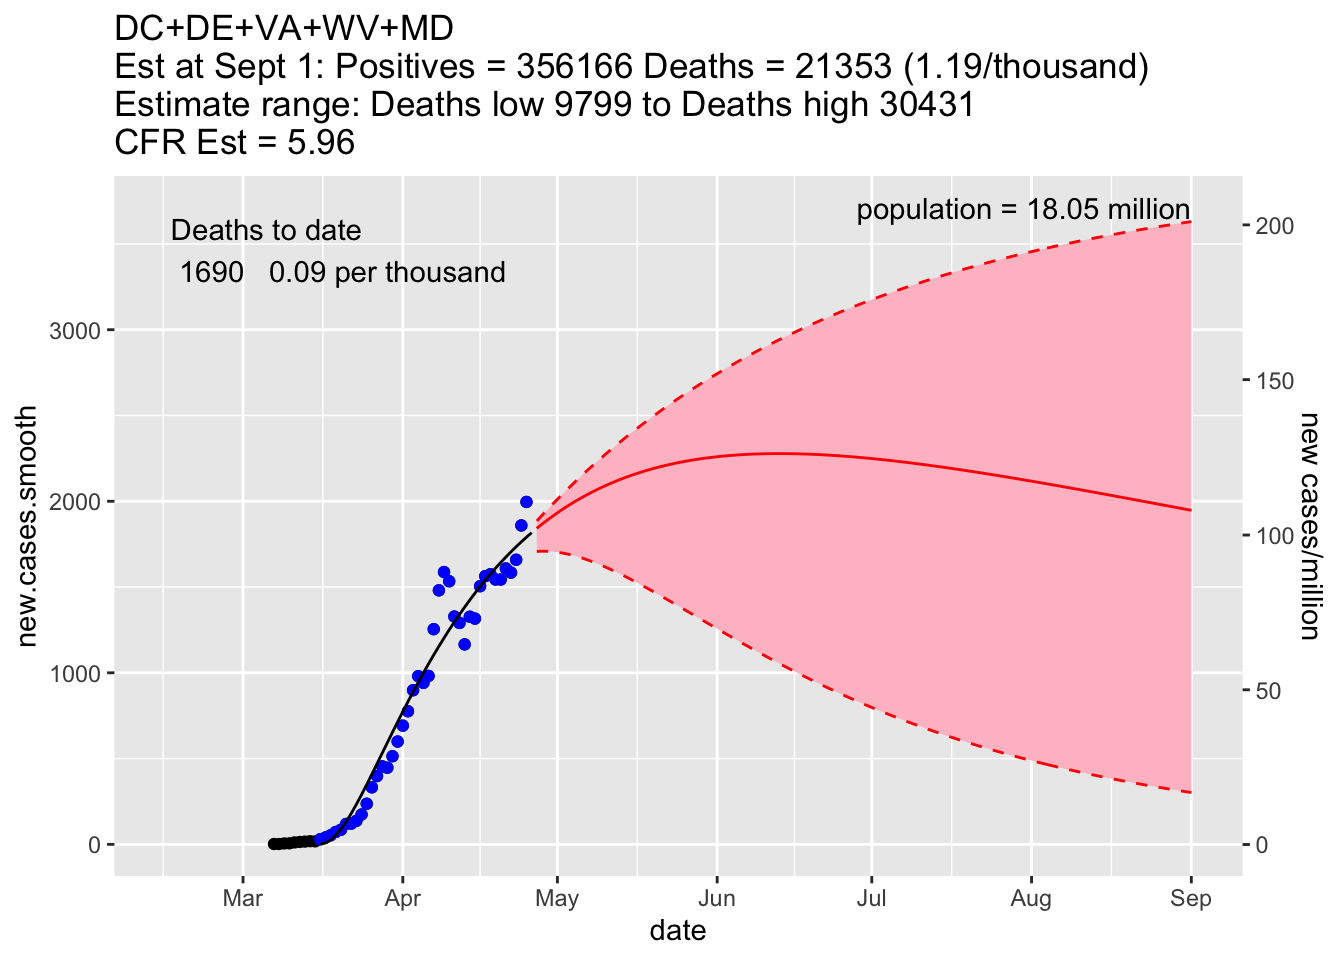 DC+DE+VA+WV+MD
Est at Sept 1: Positives = 356166 Deaths = 21353 (1.19/thousand)
Estimate range: Deaths low 9799 to Deaths high 30431
CFR Est = 5.96
population = 18.05 million
Deaths to date
1690 0.09 per thousand
new.cases.smooth
3000
2000
1000
0
200
150
100
50
0
new cases/million
Mar Apr May Jun Jul Aug Sep
date